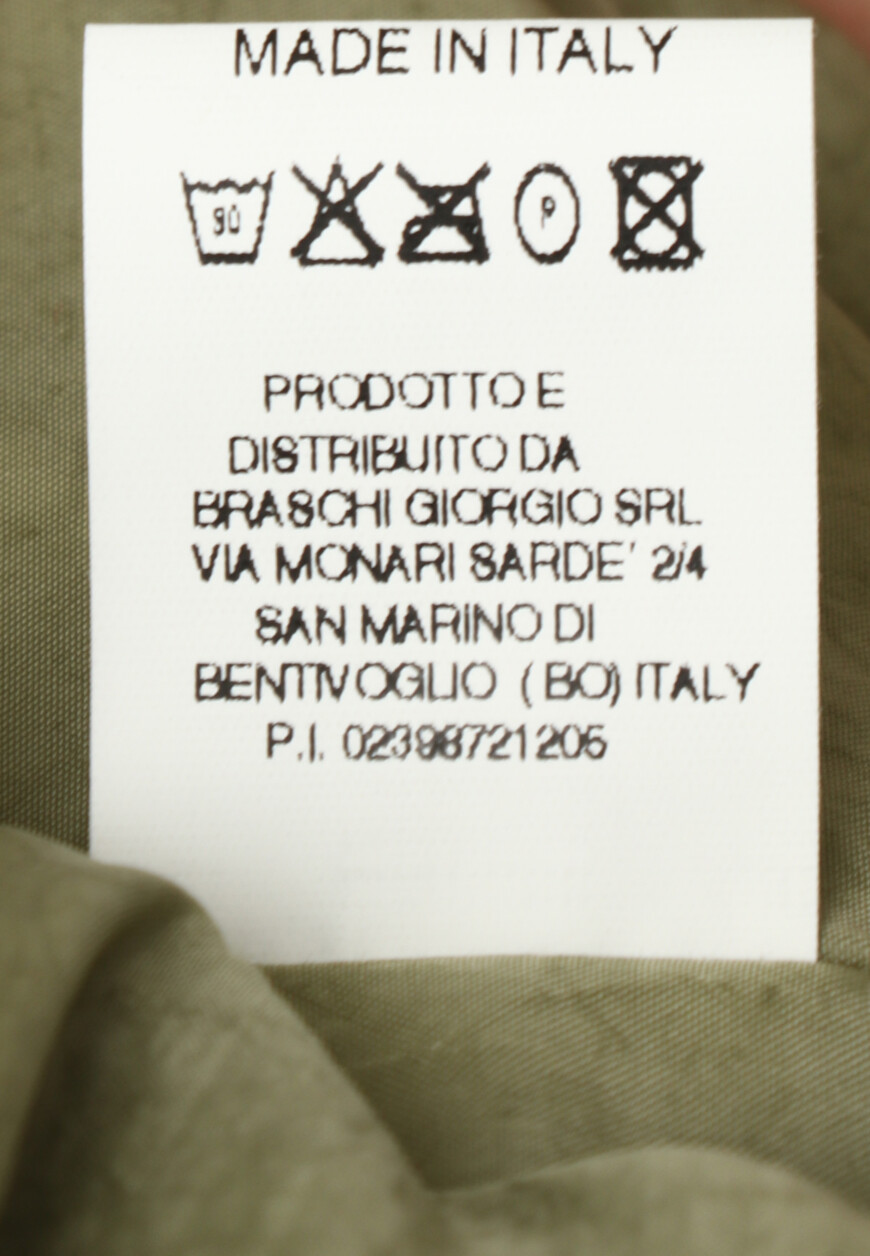 MADE IN ITALY
30
P
PRODOTTO E
DISTRIBUITO DA
BRASCHI GIORGIO SRL
VIA MONARI SARDE' 2/4
SAN MARINO DI
BENTIVOGLIO ( BO) ITALY
P.I. 02398721205